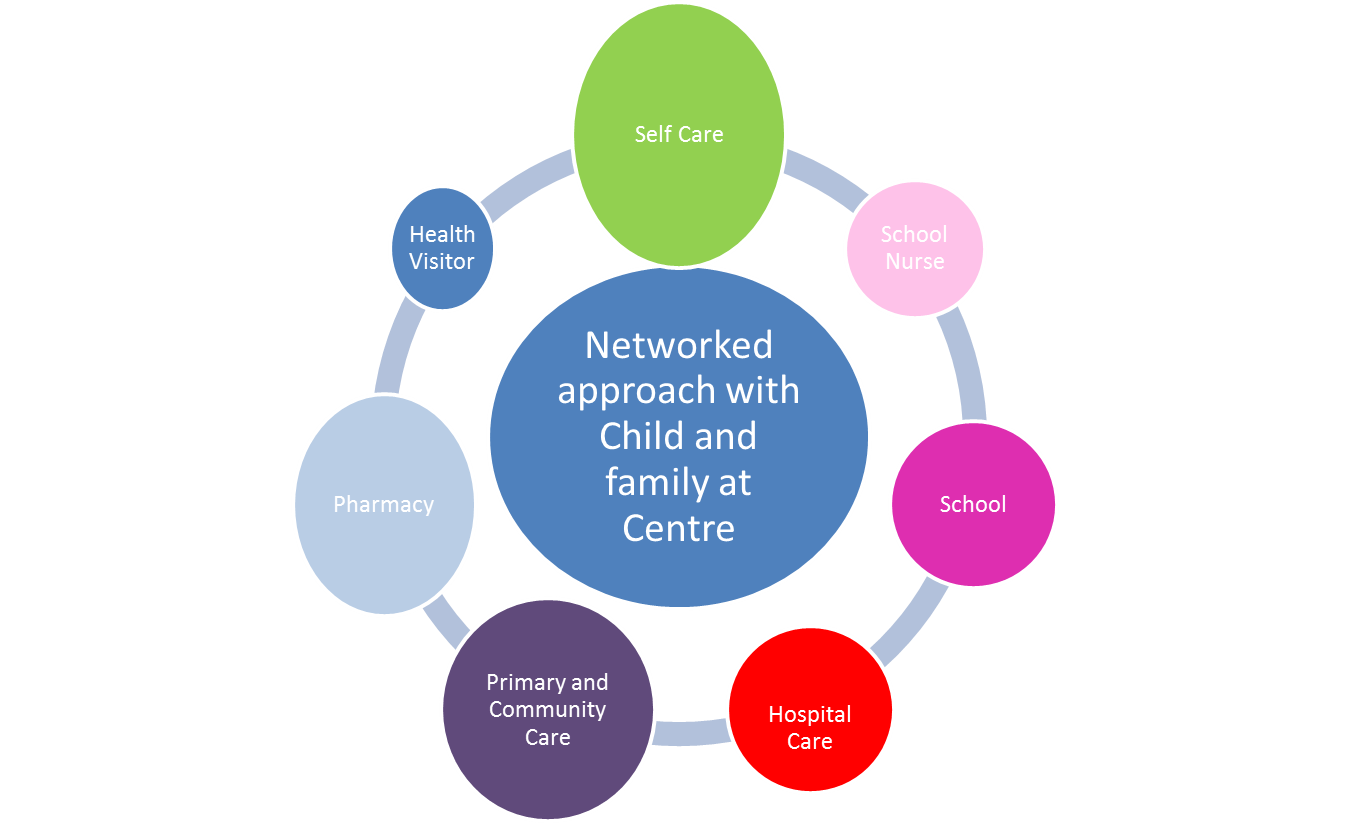 Self Care
Health
Visitor
School
Nurse
Networked
approach with
Child and
family at
Centre
Pharmacy
School
Primary and
Community
Care
Hospital
Care